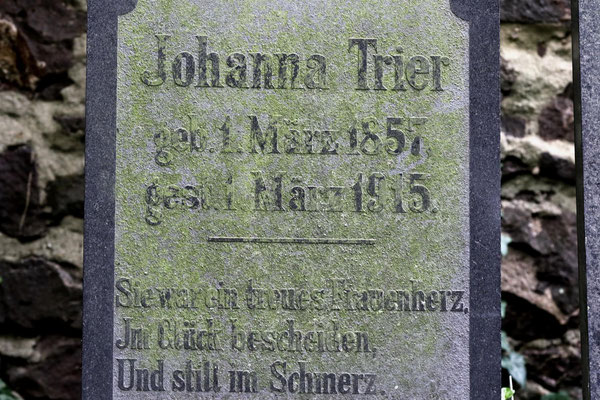 Johanna Trier
geb. 1. März 1857,
gest. 1 März 1915.
Sie war ein treues Frauenherz,
Jn Glück bescheiden,
Und still im Schmerz.